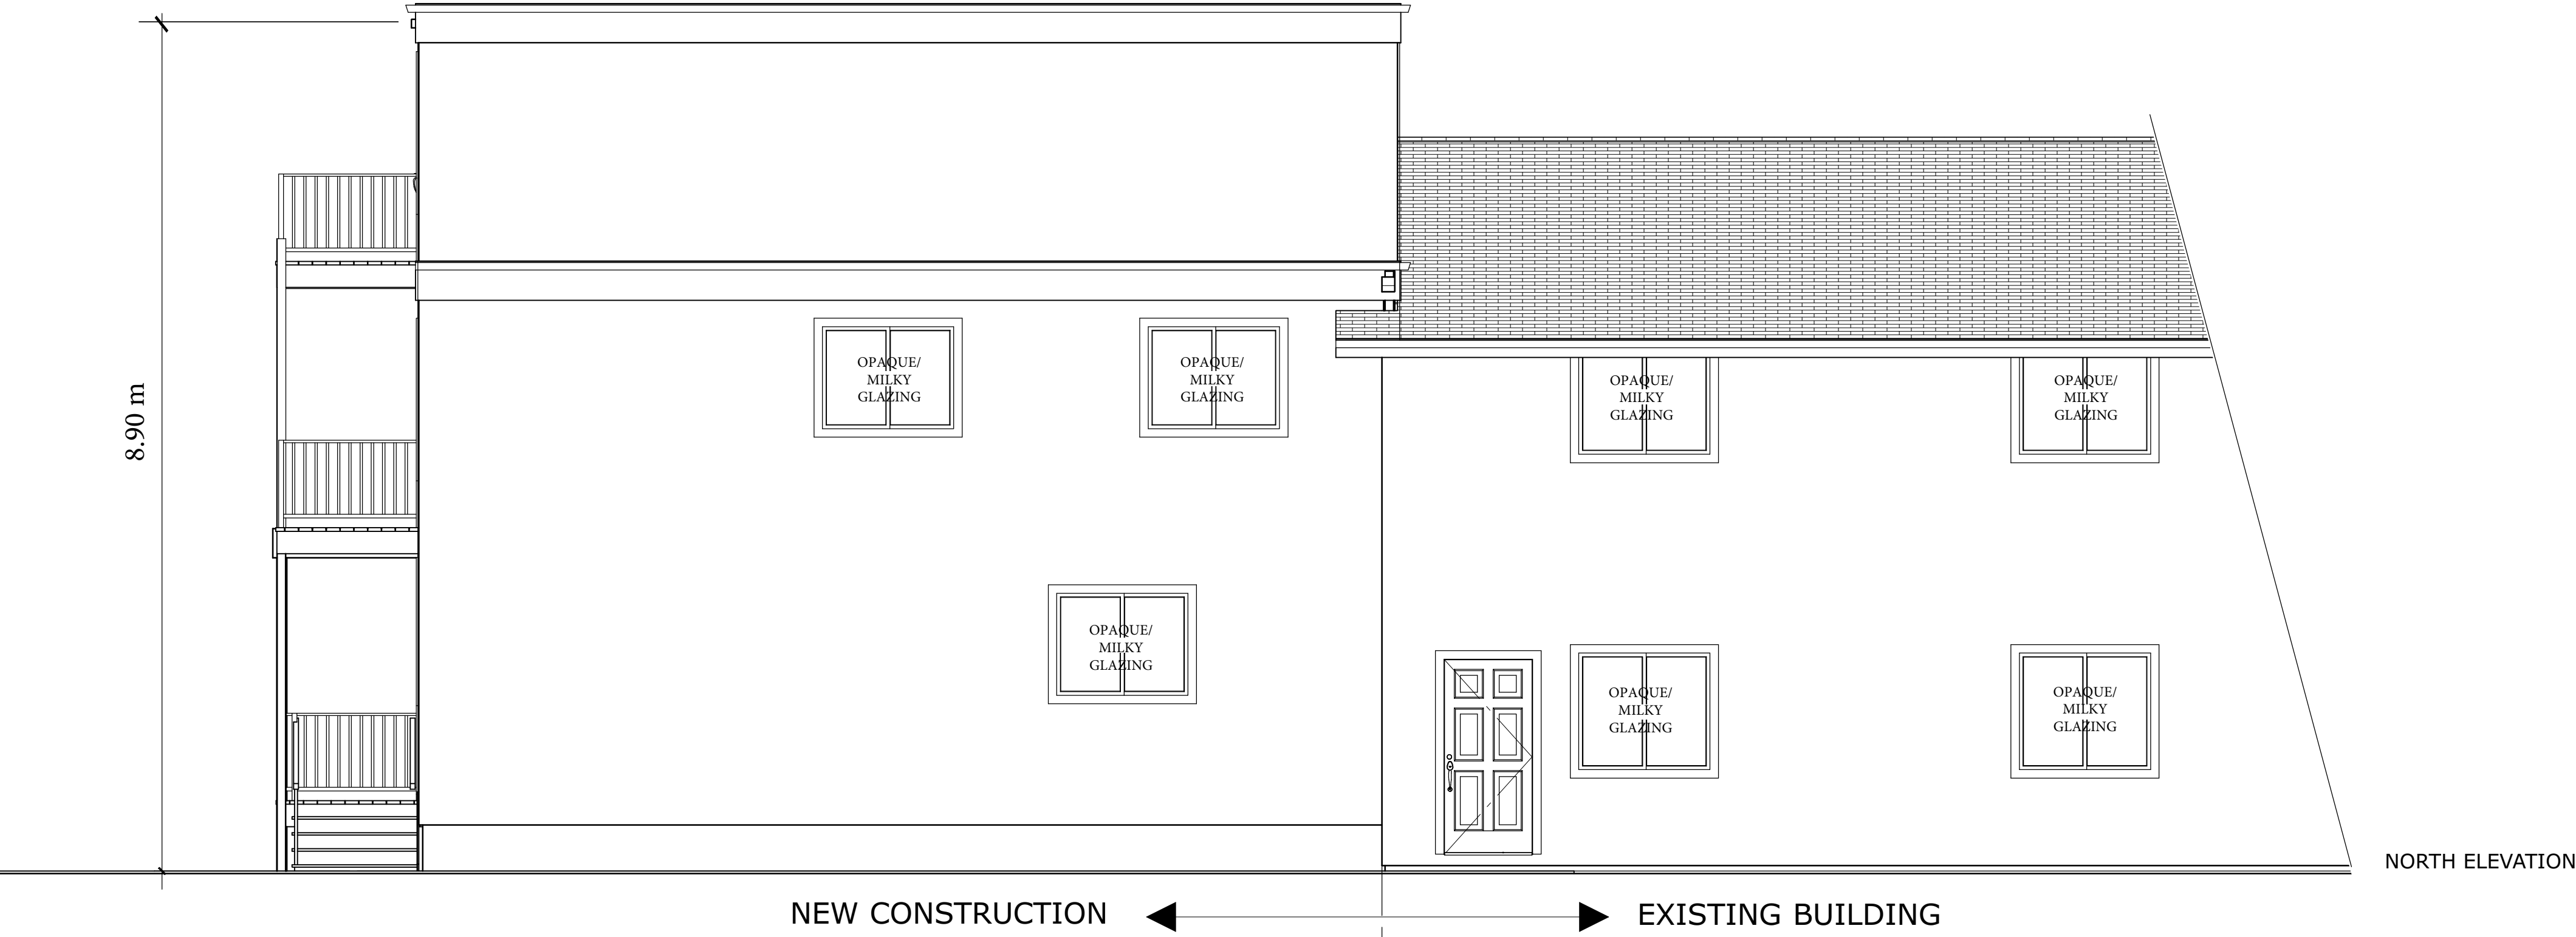 8.90 m
OPAQUE/
MILKY
GLAZING
OPAQUE/
MILKY
GLAZING
OPAQUE/
MILKY
GLAZING
OPAQUE/
MILKY
GLAZING
OPAQUE/
MILKY
GLAZING
OPAQUE/
MILKY
GLAZING
OPAQUE/
MILKY
GLAZING
NORTH ELEVATION
NEW CONSTRUCTION
EXISTING BUILDING